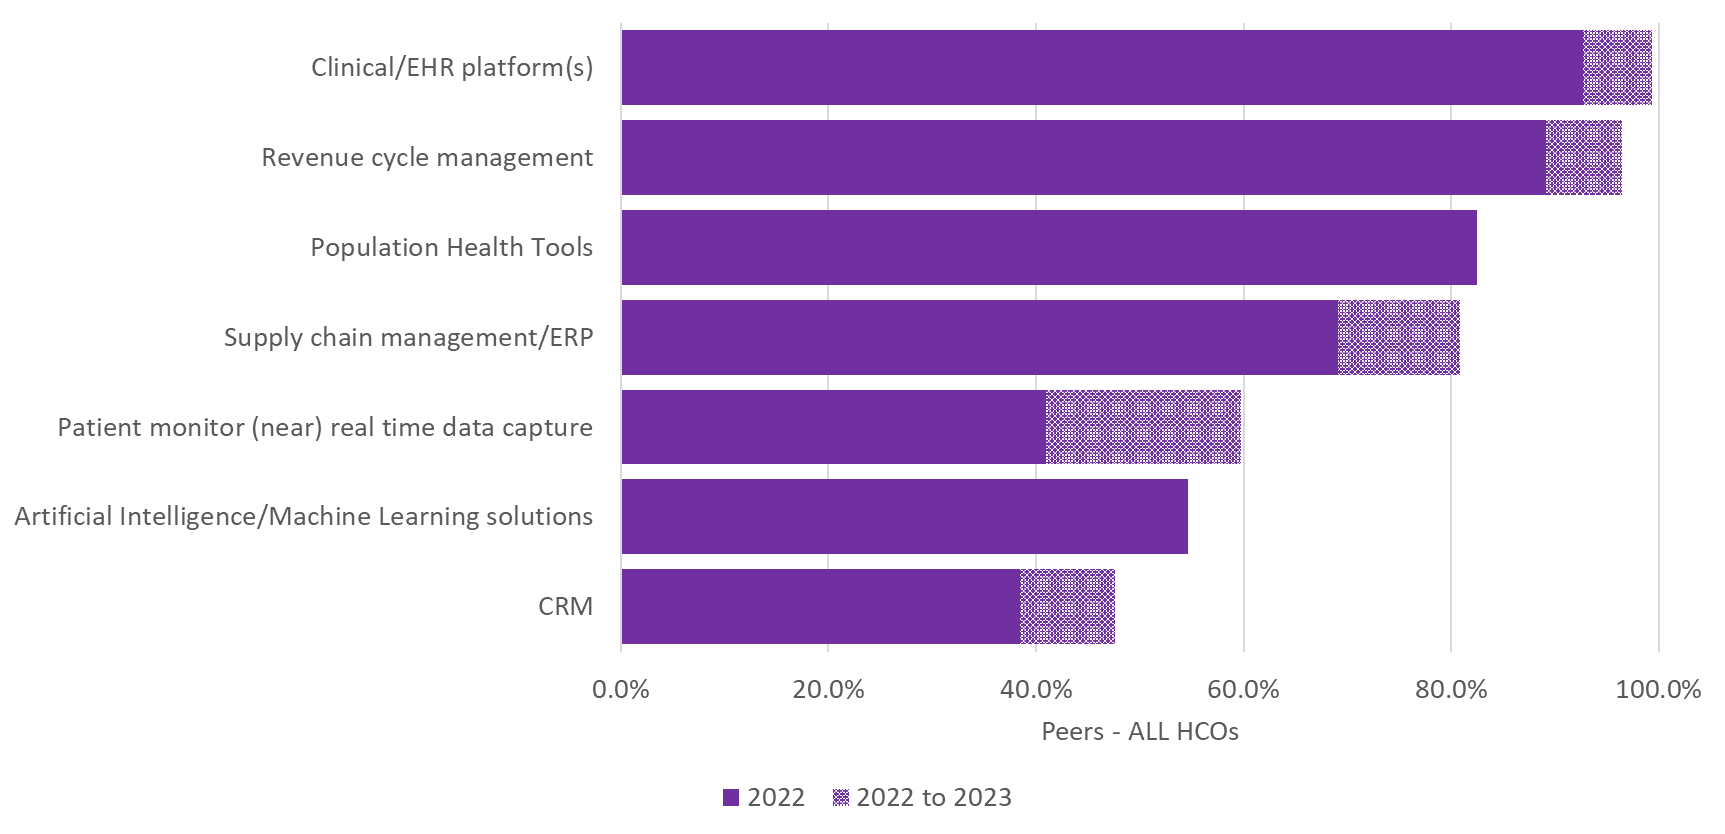 Clinical/EHR platform(s)
Revenue cycle management
Population Health Tools
Supply chain management/ERP
Patient monitor (near) real time data capture
Artificial Intelligence/Machine Learning solutions
CRM
0.0% 20.0% 40.0% 60.0% 80.0% 100.0%
Peers - ALL HCOs
2022 2022 to 2023